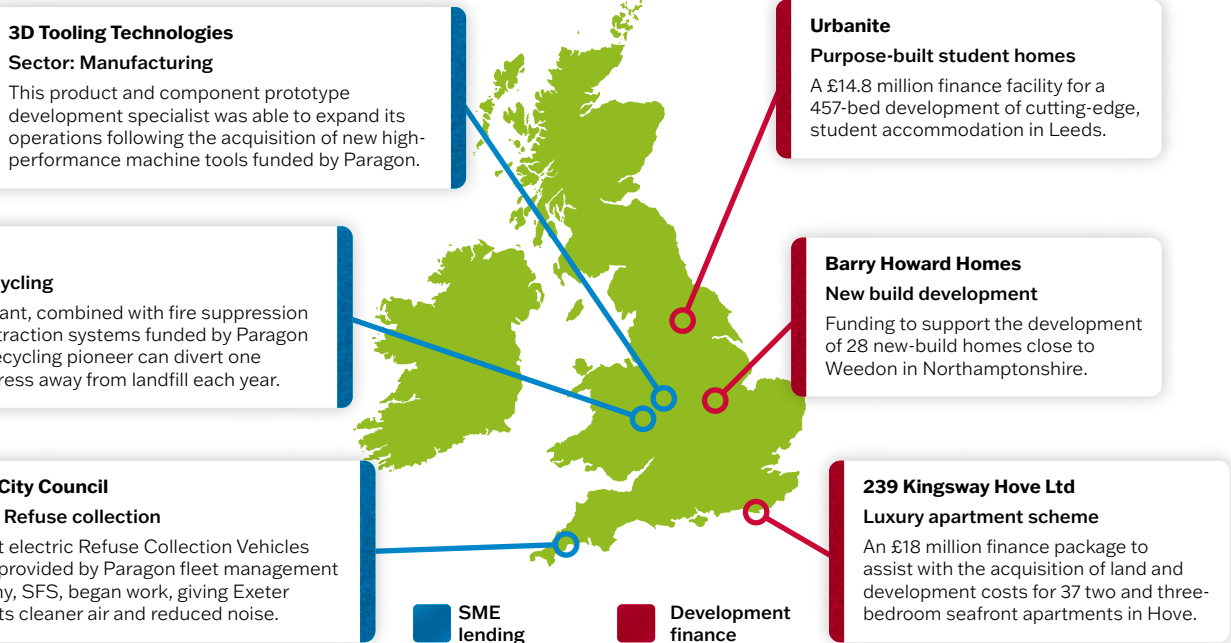 3D Tooling Technologies
Sector: Manufacturing
This product and component prototype
development specialist was able to expand its
operations following the acquisition of new high-
performance machine tools funded by Paragon.
ycling
ant, combined with fire suppression
traction systems funded by Paragon
ecycling pioneer can divert one
ress away from landfill each year.
City Council
Refuse collection
t electric Refuse Collection Vehicles
provided by Paragon fleet management
ny, SFS, began work, giving Exeter
ts cleaner air and reduced noise.
Urbanite
Purpose-built student homes
A £14.8 million finance facility for a
457-bed development of cutting-edge,
student accommodation in Leeds.
Barry Howard Homes
New build development
Funding to support the development
of 28 new-build homes close to
Weedon in Northamptonshire.
239 Kingsway Hove Ltd
Luxury apartment scheme
An £18 million finance package to
assist with the acquisition of land and
development costs for 37 two and three-
bedroom seafront apartments in Hove.
SME
lending
Development
finance